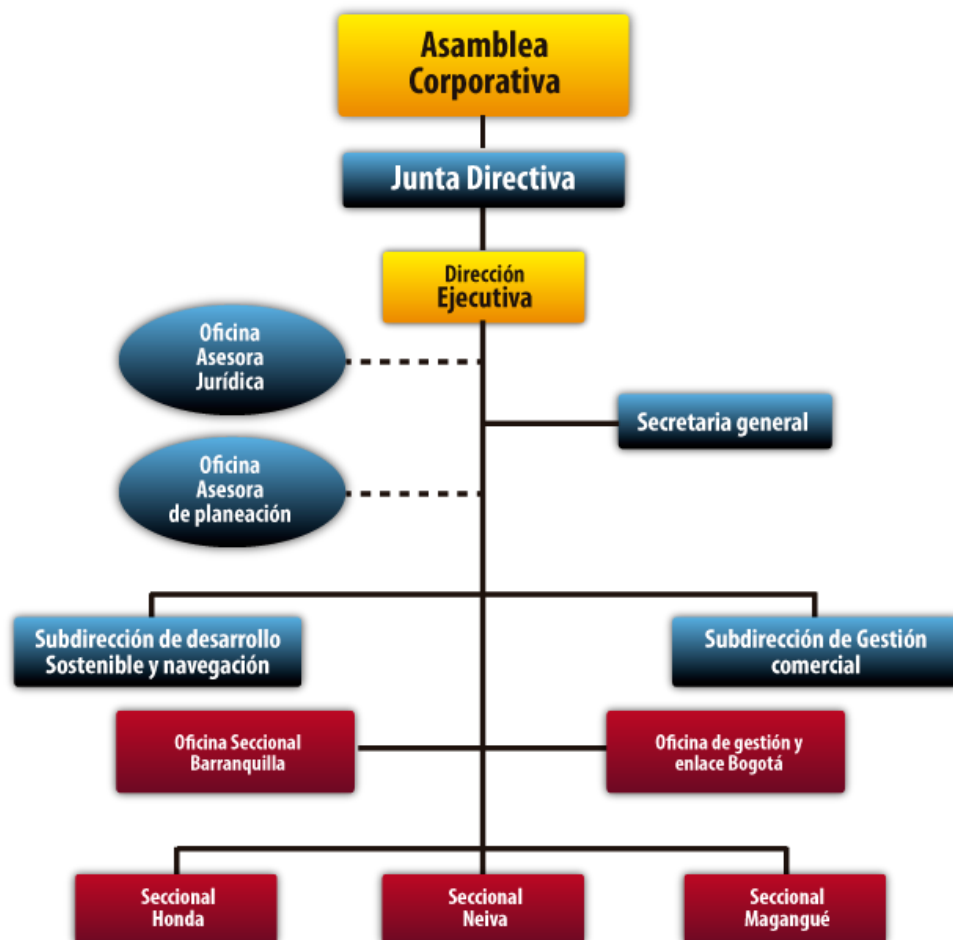 Asamblea
Corporativa
Junta Directiva
Dirección
Ejecutiva
Oficina
Asesora
Jurídica
Secretaria general
Oficina
Asesora
de planeación
Subdirección de desarrollo
Sostenible y navegación
Subdirección de Gestión
comercial
Oficina Seccional
Barranquilla
Oficina de gestión y
enlace Bogotá
Seccional
Honda
Seccional
Neiva
Seccional
Magangué